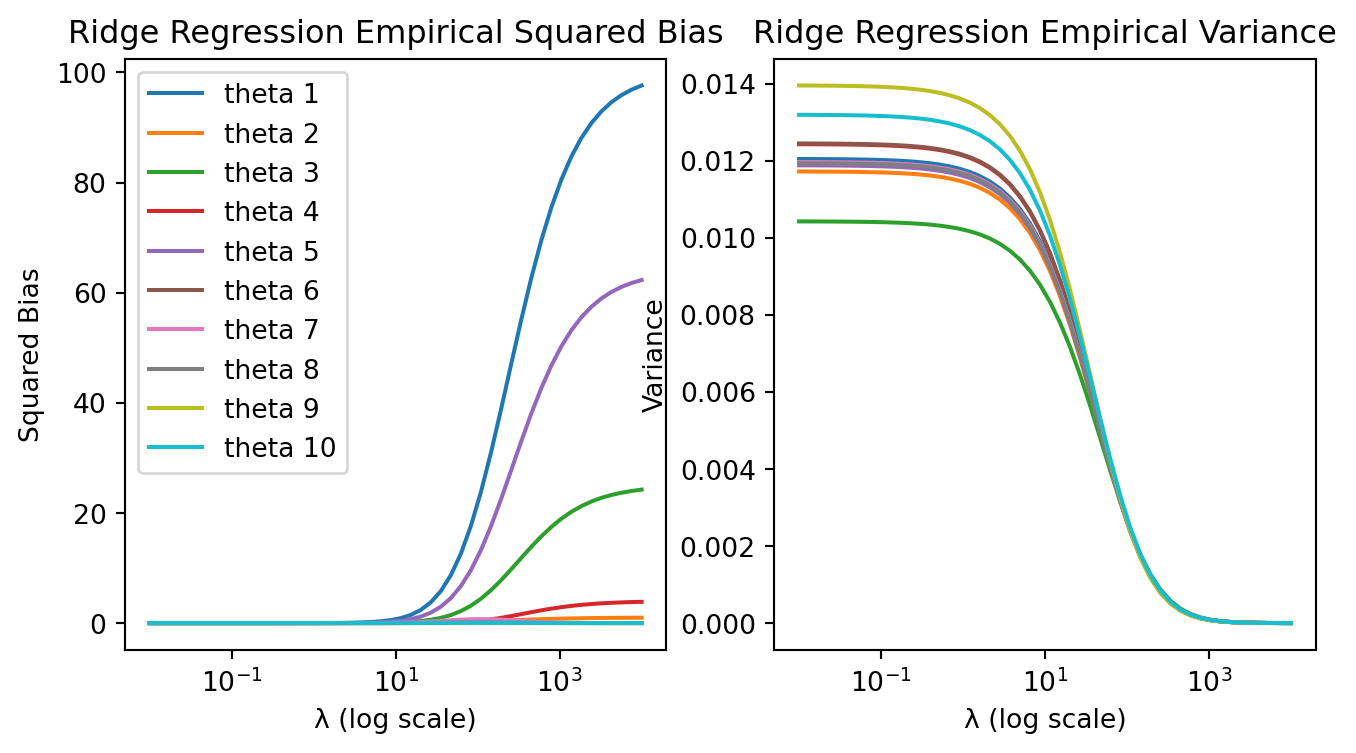 Ridge Regression Empirical Squared Bias
Squared Bias
100
80
60
40
20
0
theta 1
theta 2
theta 3
theta 4
theta 5
theta 6
theta 7
theta 8
theta 9
theta 10
10⁻¹
10¹
10³
λ (log scale)
Ridge Regression Empirical Variance
Variance
0.014
0.012
0.010
0.008
0.006
0.004
0.002
0.000
10⁻¹
10¹
10³
λ (log scale)